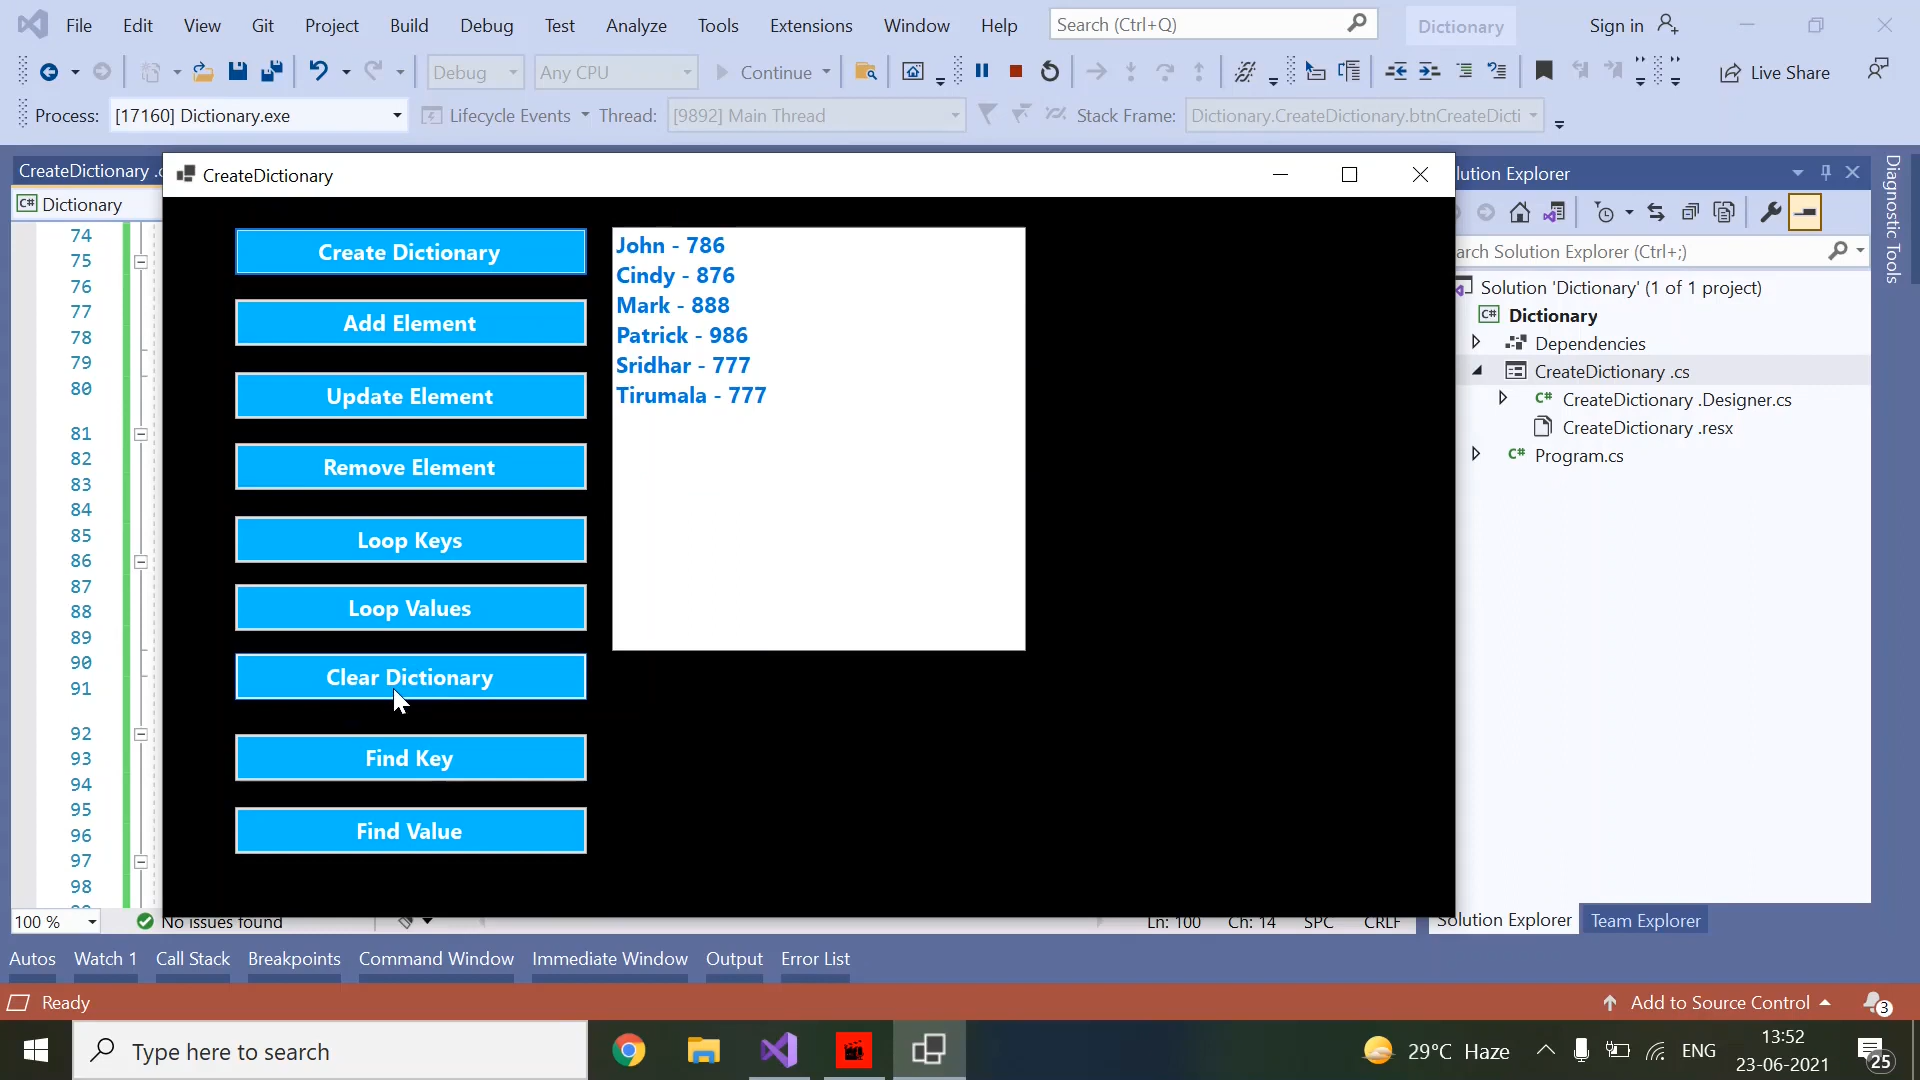 File Edit View Git Project Build Debug Test Analyze Tools Extensions Window Help Search (Ctrl+Q) Dictionary Sign in
Debug Any CPU Continue Live Share
Process: [17160] Dictionary.exe Lifecycle Events Thread: [9892] Main Thread Stack Frame: Dictionary.CreateDictionary.btnCreateDicti
CreateDictionary .c
C# Dictionary
74
75
76
77
78
79
80
81
82
83
84
85
86
87
88
89
90
91
92
93
94
95
96
97
98
CreateDictionary
Create Dictionary
Add Element
Update Element
Remove Element
Loop Keys
Loop Values
Clear Dictionary
Find Key
Find Value
John - 786
Cindy - 876
Mark - 888
Patrick - 986
Sridhar - 777
Tirumala - 777
lution Explorer
arch Solution Explorer (Ctrl+;)
Solution 'Dictionary' (1 of 1 project)
C# Dictionary
Dependencies
CreateDictionary .cs
C# CreateDictionary .Designer.cs
CreateDictionary .resx
C# Program.cs
Diagnostic Tools
100 % No issues found Ln: 100 Ch: 14 SPC CRLF
Solution Explorer Team Explorer
Autos Watch 1 Call Stack Breakpoints Command Window Immediate Window Output Error List
Ready Add to Source Control 3
Type here to search 29°C Haze ENG 13:52
23-06-2021 25